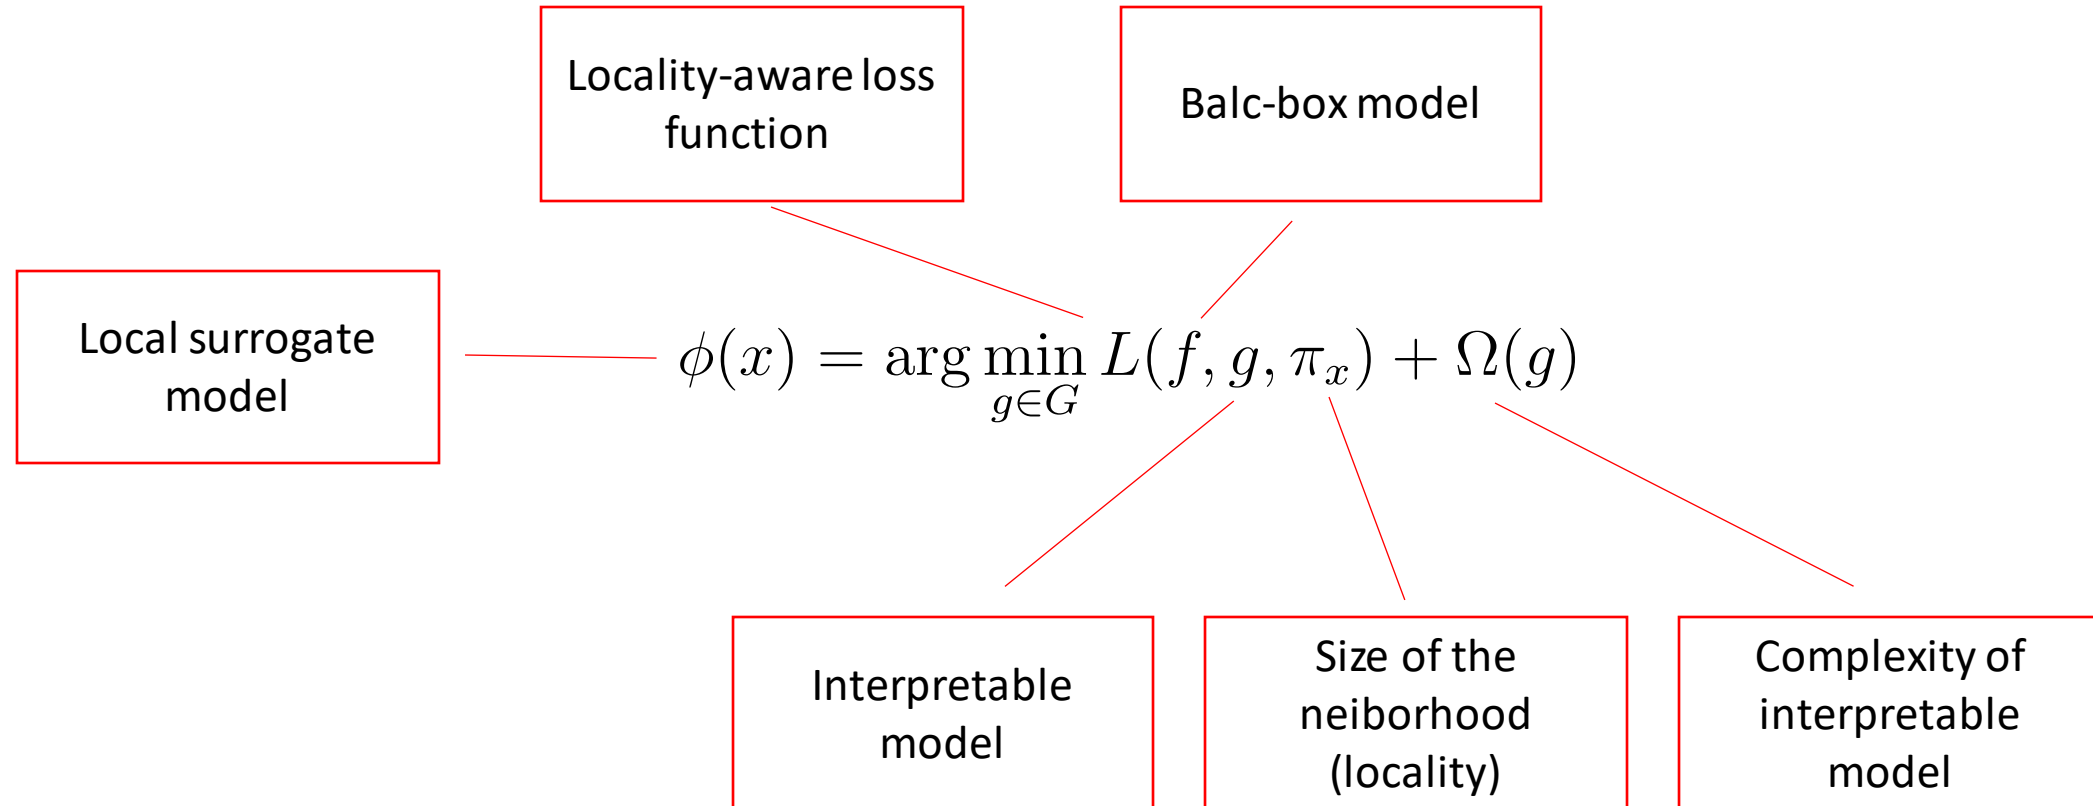 Locality-aware loss
function
Balc-box model
Local surrogate
model
ϕ(x) = arg min L(f, g, π_x) + Ω(g)
g∈G
Interpretable
model
Size of the
neiborhood
(locality)
Complexity of
interpretable
model